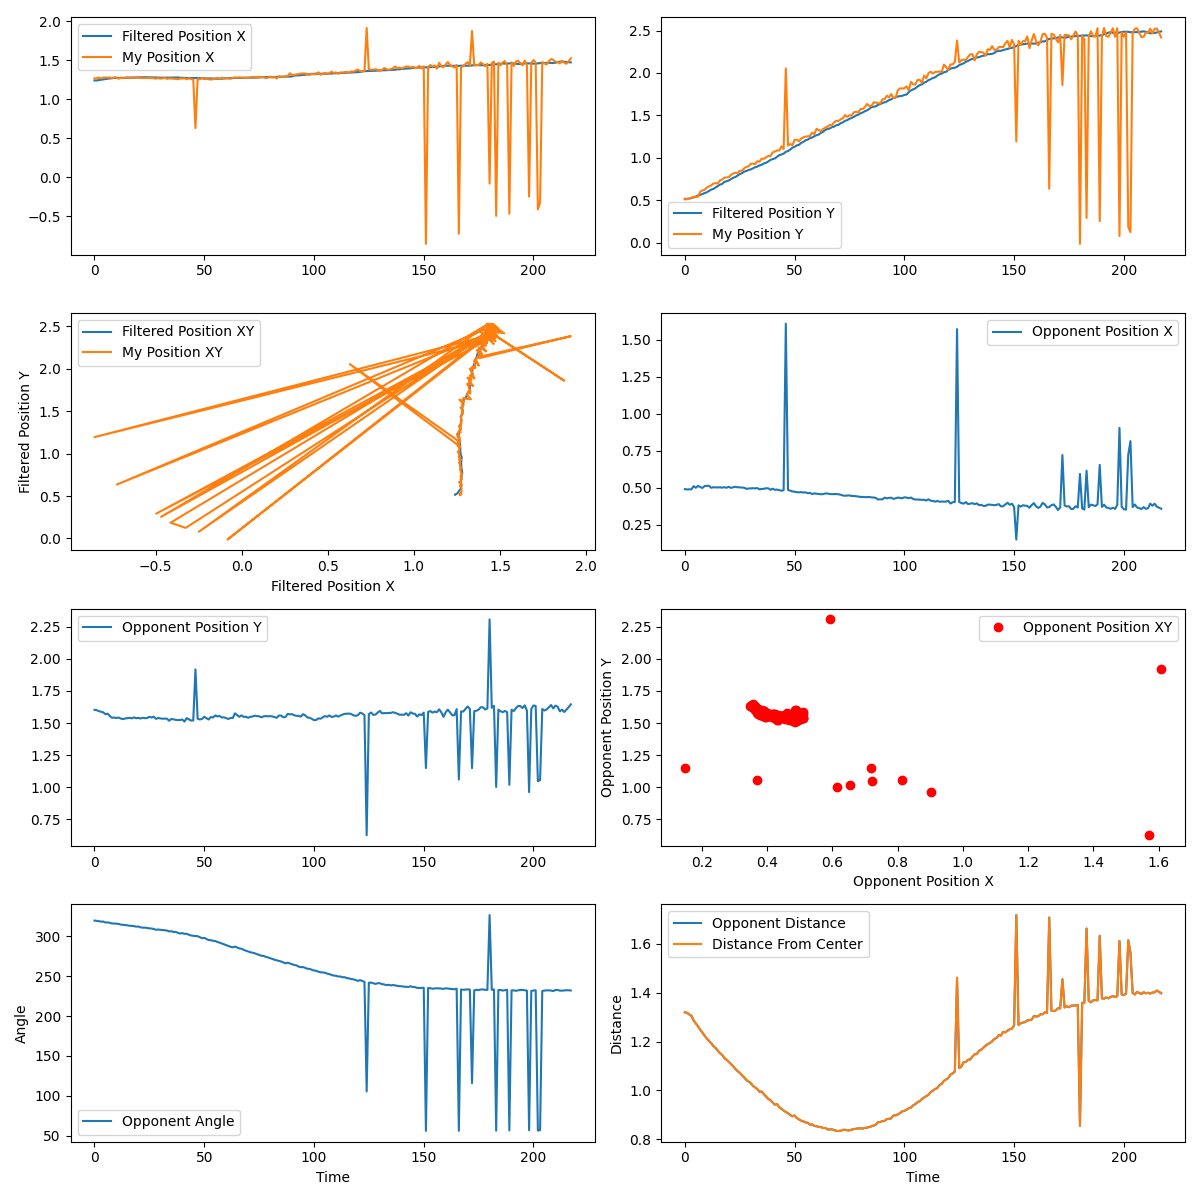 Filtered Position X
My Position X
2.0
1.5
1.0
0.5
0.0
−0.5
0 50 100 150 200
Filtered Position Y
My Position Y
2.5
2.0
1.5
1.0
0.5
0.0
0 50 100 150 200
Filtered Position XY
My Position XY
Filtered Position Y
2.5
2.0
1.5
1.0
0.5
0.0
−0.5 0.0 0.5 1.0 1.5 2.0
Filtered Position X
Opponent Position X
1.50
1.25
1.00
0.75
0.50
0.25
0 50 100 150 200
Opponent Position Y
2.25
2.00
1.75
1.50
1.25
1.00
0.75
0 50 100 150 200
Opponent Position XY
Opponent Position Y
2.25
2.00
1.75
1.50
1.25
1.00
0.75
0.2 0.4 0.6 0.8 1.0 1.2 1.4 1.6
Opponent Position X
Angle
300
250
200
150
100
50
Opponent Angle
0 50 100 150 200
Time
Opponent Distance
Distance From Center
Distance
1.6
1.4
1.2
1.0
0.8
0 50 100 150 200
Time